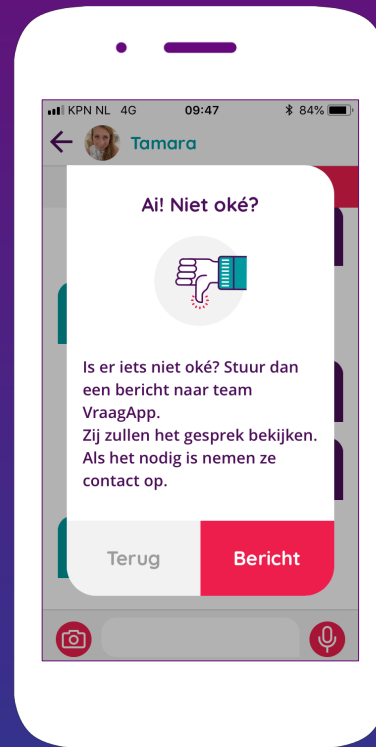 KPN NL 4G 09:47 84%
Tamara
Ai! Niet oké?
Is er iets niet oké? Stuur dan
een bericht naar team
VraagApp.
Zij zullen het gesprek bekijken.
Als het nodig is nemen ze
contact op.
Terug Bericht